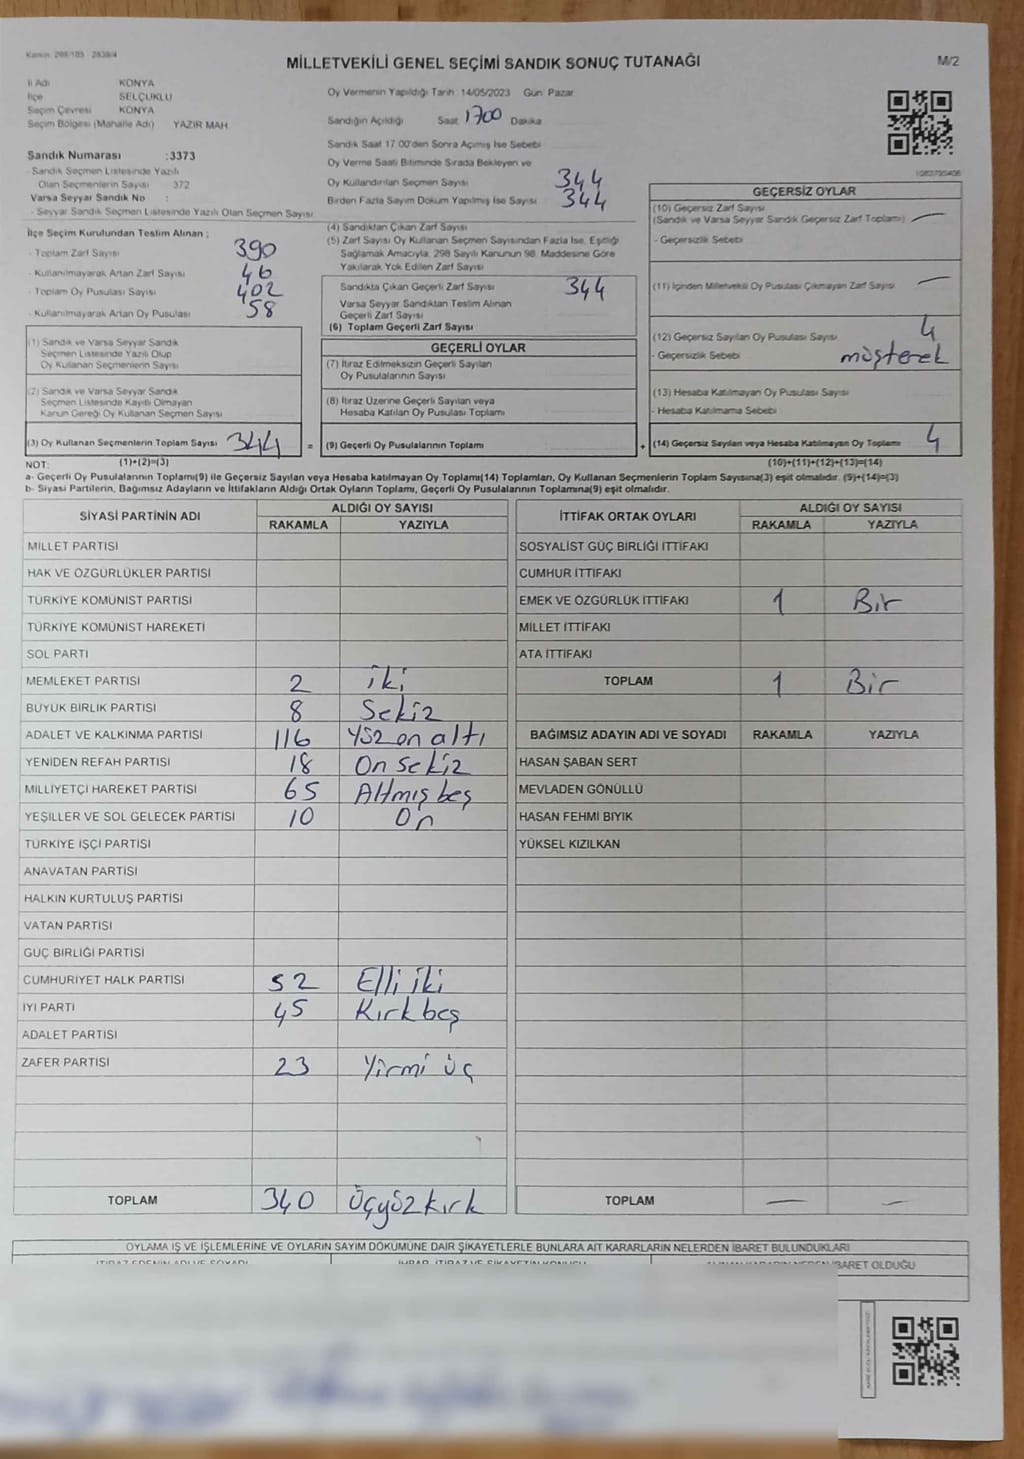 Kanun 298/105 2839/4
MİLLETVEKİLİ GENEL SEÇİMİ SANDIK SONUÇ TUTANAĞI
M/2
İl Adı KONYA
İlçe SELÇUKLU
Seçim Çevresi KONYA
Seçim Bölgesi (Mahalle Adı) YAZIR MAH.
Sandık Numarası :3373
- Sandık Seçmen Listesinde Yazılı
Olan Seçmenlerin Sayısı 372
Varsa Seyyar Sandık No :
- Seyyar Sandık Seçmen Listesinde Yazılı Olan Seçmen Sayısı
İlçe Seçim Kurulundan Teslim Alınan ;
- Toplam Zarf Sayısı 390
- Kullanılmayarak Artan Zarf Sayısı 46
- Toplam Oy Pusulası Sayısı 402
- Kullanılmayarak Artan Oy Pusulası 58
Oy Vermenin Yapıldığı Tarih: 14/05/2023 Gün: Pazar
Sandığın Açıldığı Saat 1700 Dakika
Sandık Saat 17.00'den Sonra Açımış İse Sebebi
Oy Verme Saati Bitiminde Sırada Bekleyen ve
Oy Kullandırılan Seçmen Sayısı 344
Birden Fazla Sayım Döküm Yapılmış İse Sayısı 344
(4) Sandıktan Çıkan Zarf Sayısı
(5) Zarf Sayısı Oy Kullanan Seçmen Sayısından Fazla İse, Eşitliği
Sağlamak Amacıyla, 298 Sayılı Kanunun 98. Maddesine Göre
Yakılarak Yok Edilen Zarf Sayısı
Sandıkta Çıkan Geçerli Zarf Sayısı 344
Varsa Seyyar Sandıktan Teslim Alınan
Geçerli Zarf Sayısı
(6) Toplam Geçerli Zarf Sayısı
GEÇERSİZ OYLAR
(10) Geçersiz Zarf Sayısı
(Sandık ve Varsa Seyyar Sandık Geçersiz Zarf Toplamı) —
- Geçersizlik Sebebi
(11) İçinden Milletvekili Oy Pusulası Çıkmayan Zarf Sayısı —
(12) Geçersiz Sayılan Oy Pusulası Sayısı 4
- Geçersizlik Sebebi müşterek
(13) Hesaba Katılmayan Oy Pusulası Sayısı
- Hesaba Katılmama Sebebi
(1) Sandık ve Varsa Seyyar Sandık
Seçmen Listesinde Yazılı Olup
Oy Kullanan Seçmenlerin Sayısı
(2) Sandık ve Varsa Seyyar Sandık
Seçmen Listesinde Kayıtlı Olmayan
Kanun Gereği Oy Kullanan Seçmen Sayısı
GEÇERLİ OYLAR
(7) İtiraz Edilmeksizin Geçerli Sayılan
Oy Pusulalarının Sayısı
(8) İtiraz Üzerine Geçerli Sayılan veya
Hesaba Katılan Oy Pusulası Toplamı
(3) Oy Kullanan Seçmenlerin Toplam Sayısı 344 = (9) Geçerli Oy Pusulalarının Toplamı + (14) Geçersiz Sayılan veya Hesaba Katılmayan Oy Toplamı 4
NOT: (1)+(2)=(3) (10)+(11)+(12)+(13)=(14)
a- Geçerli Oy Pusulalarının Toplamı(9) ile Geçersiz Sayılan veya Hesaba katılmayan Oy Toplamı(14) Toplamları, Oy Kullanan Seçmenlerin Toplam Sayısına(3) eşit olmalıdır. (9)+(14)=(3)
b- Siyasi Partilerin, Bağımsız Adayların ve İttifakların Aldığı Ortak Oyların Toplamı, Geçerli Oy Pusulalarının Toplamına(9) eşit olmalıdır.
SİYASİ PARTİNİN ADI ALDIĞI OY SAYISI
RAKAMLA YAZIYLA
MİLLET PARTİSİ
HAK VE ÖZGÜRLÜKLER PARTİSİ
TÜRKİYE KOMÜNİST PARTİSİ
TÜRKİYE KOMÜNİST HAREKETİ
SOL PARTİ
MEMLEKET PARTİSİ 2 iki
BÜYÜK BİRLİK PARTİSİ 8 Sekiz
ADALET VE KALKINMA PARTİSİ 116 Yüz on altı
YENİDEN REFAH PARTİSİ 18 On sekiz
MİLLİYETÇİ HAREKET PARTİSİ 65 Altmış beş
YEŞİLLER VE SOL GELECEK PARTİSİ 10 On
TÜRKİYE İŞÇİ PARTİSİ
ANAVATAN PARTİSİ
HALKIN KURTULUŞ PARTİSİ
VATAN PARTİSİ
GÜÇ BİRLİĞİ PARTİSİ
CUMHURİYET HALK PARTİSİ 52 Elli iki
İYİ PARTİ 45 Kırk beş
ADALET PARTİSİ
ZAFER PARTİSİ 23 Yirmi üç
TOPLAM 340 Üçyüz kırk
İTTİFAK ORTAK OYLARI ALDIĞI OY SAYISI
RAKAMLA YAZIYLA
SOSYALİST GÜÇ BİRLİĞİ İTTİFAKI
CUMHUR İTTİFAKI
EMEK VE ÖZGÜRLÜK İTTİFAKI 1 Bir
MİLLET İTTİFAKI
ATA İTTİFAKI
TOPLAM 1 Bir
BAĞIMSIZ ADAYIN ADI VE SOYADI RAKAMLA YAZIYLA
HASAN ŞABAN SERT
MEVLADEN GÖNÜLLÜ
HASAN FEHMİ BIYIK
YÜKSEL KIZILKAN
TOPLAM — —
OYLAMA İŞ VE İŞLEMLERİNE VE OYLARIN SAYIM DÖKÜMÜNE DAİR ŞİKAYETLERLE BUNLARA AİT KARARLARIN NELERDEN İBARET BULUNDUKLARI
İTİRAZ EDENİN ADI VE SOYADI İHBAR, İTİRAZ VE ŞİKAYETİN KONUSU İBARET OLDUĞU